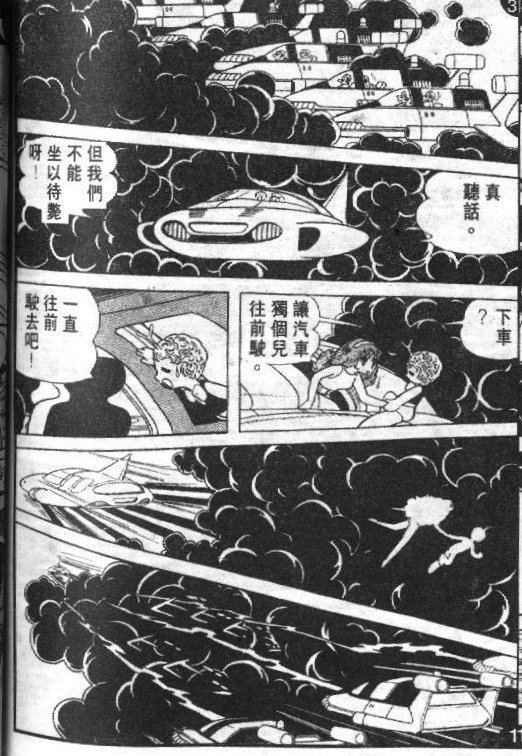 真
聽話。
但我們
不能
坐以待斃
呀！
下車
？
讓汽車
獨個兒
往前駛。
一直
往前
駛去吧！